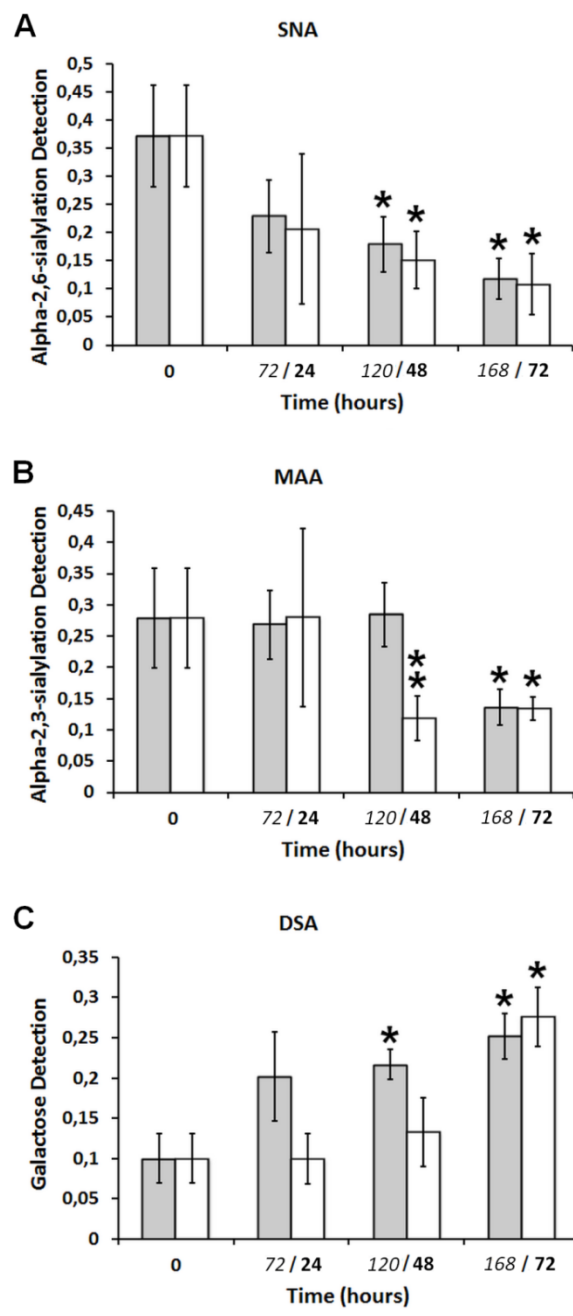 A
SNA
Alpha-2,6-sialylation Detection
0,5
0,45
0,4
0,35
0,3
0,25
0,2
0,15
0,1
0,05
0
* * * *
0 72 / 24 120 / 48 168 / 72
Time (hours)
B
MAA
Alpha-2,3-sialylation Detection
0,45
0,4
0,35
0,3
0,25
0,2
0,15
0,1
0,05
0
** * *
0 72 / 24 120 / 48 168 / 72
Time (hours)
C
DSA
Galactose Detection
0,35
0,3
0,25
0,2
0,15
0,1
0,05
0
* * *
0 72 / 24 120 / 48 168 / 72
Time (hours)